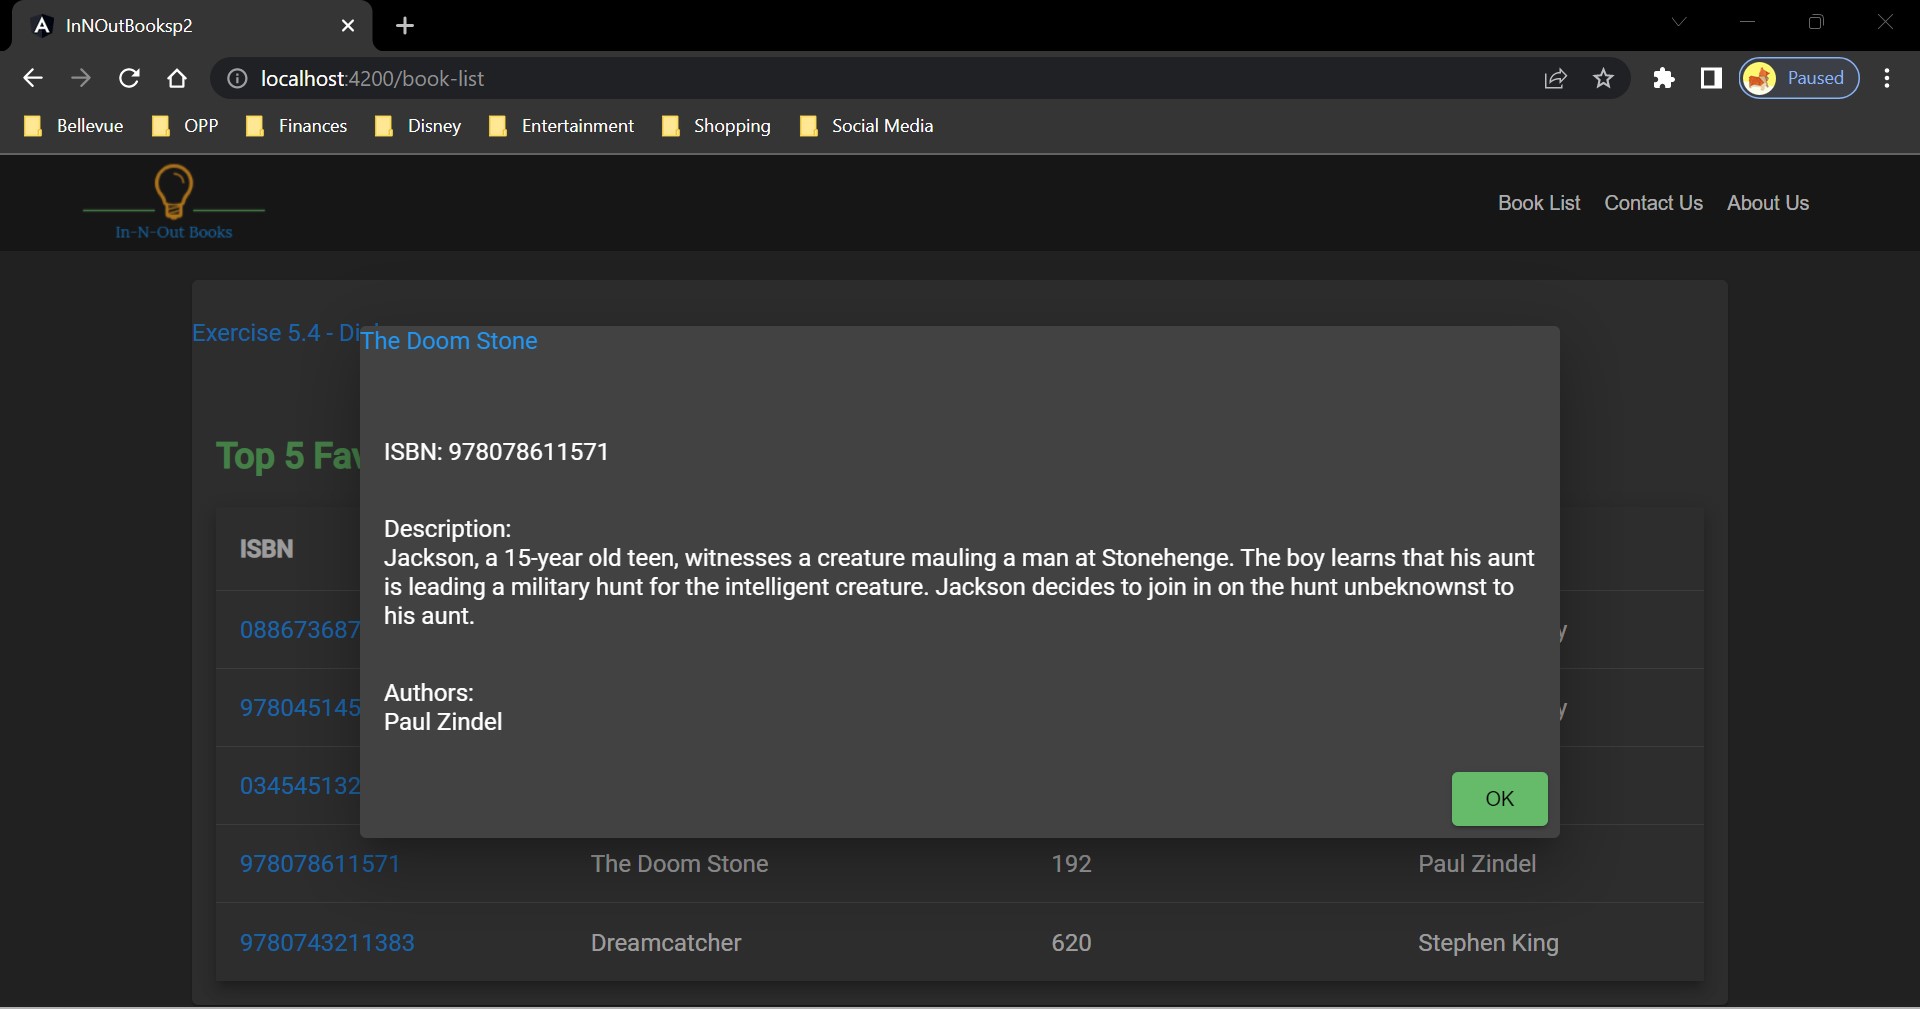 InNOutBooksp2
localhost:4200/book-list
Paused
Bellevue OPP Finances Disney Entertainment Shopping Social Media
In-N-Out Books
Book List Contact Us About Us
Exercise 5.4 -
The Doom Stone
ISBN: 978078611571
Description:
Jackson, a 15-year old teen, witnesses a creature mauling a man at Stonehenge. The boy learns that his aunt
is leading a military hunt for the intelligent creature. Jackson decides to join in on the hunt unbeknownst to
his aunt.
Authors:
Paul Zindel
OK
Top 5 Fav
ISBN
088673687
978045145
034545132
978078611571 The Doom Stone 192 Paul Zindel
9780743211383 Dreamcatcher 620 Stephen King